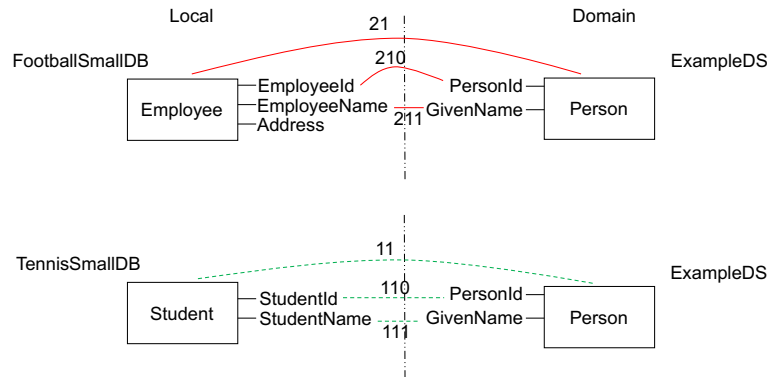 Local
Domain
21
FootballSmallDB
210
ExampleDS
EmployeeId
PersonId
Employee
EmployeeName
GivenName
Person
Address
211
11
TennisSmallDB
ExampleDS
StudentId
110
PersonId
Student
StudentName
GivenName
Person
111